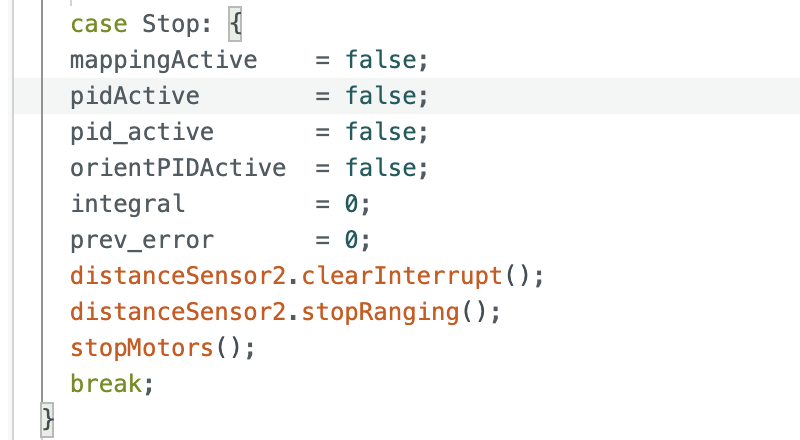 case Stop: {
mappingActive    = false;
pidActive        = false;
pid_active       = false;
orientPIDActive  = false;
integral         = 0;
prev_error       = 0;
distanceSensor2.clearInterrupt();
distanceSensor2.stopRanging();
stopMotors();
break;
}